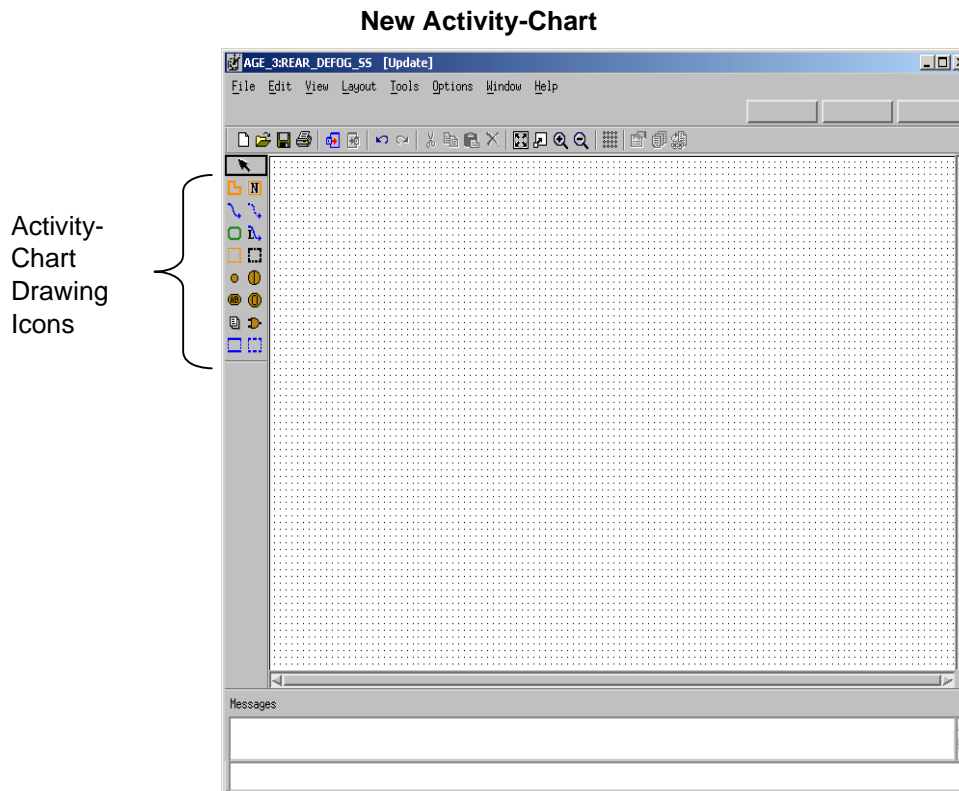 New Activity-Chart
AGE_3:REAR_DEFOG_SS [Update]
File Edit View Layout Tools Options Window Help
N
Activity-
Chart
Drawing
Icons
Messages